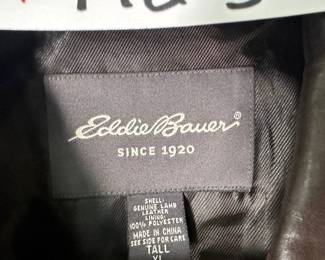 Eddie Bauer®
SINCE 1920
SHELL:
GENUINE LAMB
LEATHER
LINING:
100% POLYESTER
MADE IN CHINA
SEE SIDE FOR CARE
TALL
XL